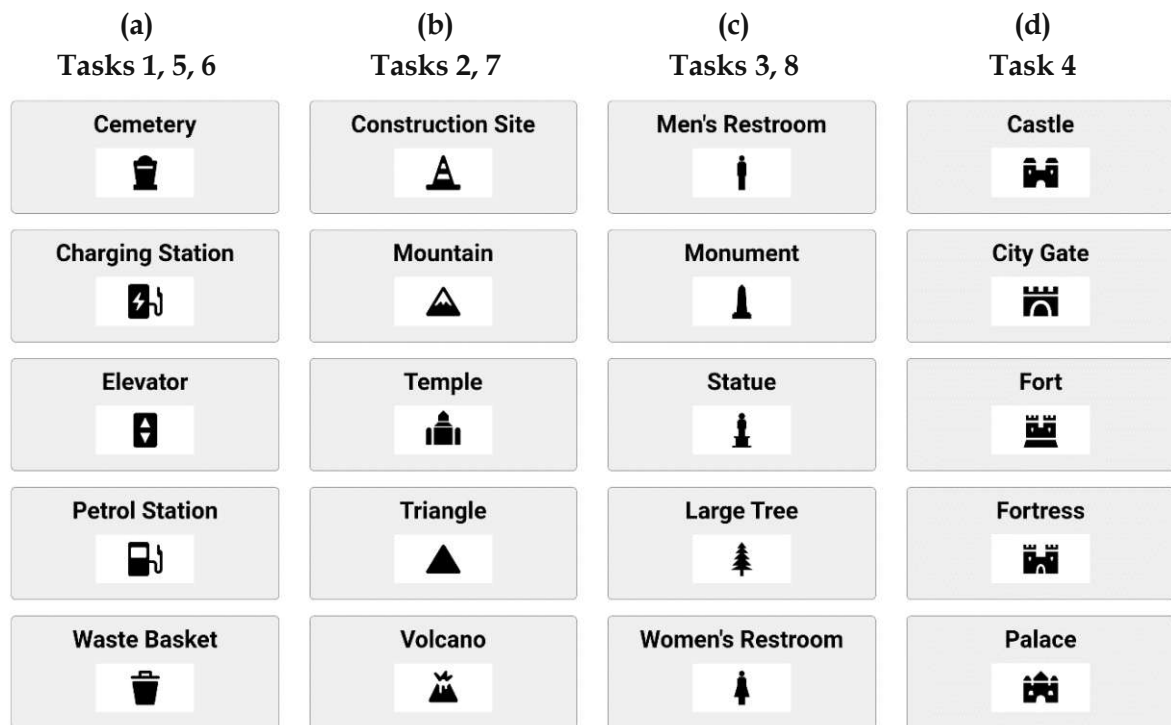 (a)
Tasks 1, 5, 6
Cemetery
Charging Station
Elevator
Petrol Station
Waste Basket
(b)
Tasks 2, 7
Construction Site
Mountain
Temple
Triangle
Volcano
(c)
Tasks 3, 8
Men's Restroom
Monument
Statue
Large Tree
Women's Restroom
(d)
Task 4
Castle
City Gate
Fort
Fortress
Palace